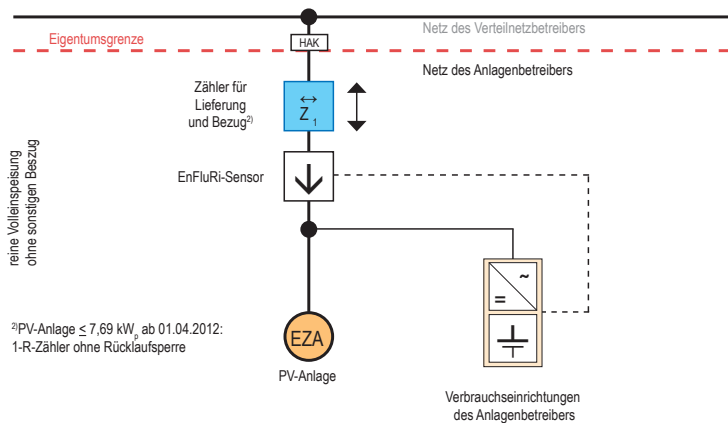 Netz des Verteilnetzbetreibers
Eigentumsgrenze
HAK
Netz des Anlagenbetreibers
Zähler für
Lieferung
und Bezug²⁾
↔
Z₁
EnFluRi-Sensor
reine Volleinspeisung
ohne sonstigen Beszug
~
=
²⁾PV-Anlage ≤ 7,69 kWₚ ab 01.04.2012:
1-R-Zähler ohne Rücklaufsperre
EZA
PV-Anlage
Verbrauchseinrichtungen
des Anlagenbetreibers